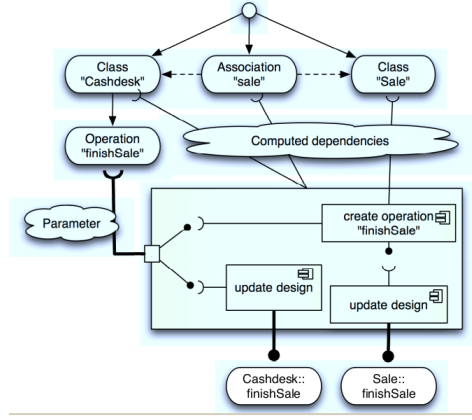 Class
"Cashdesk"
Association
"sale"
Class
"Sale"
Operation
"finishSale"
Computed dependencies
Parameter
create operation
"finishSale"
update design
update design
Cashdesk::
finishSale
Sale::
finishSale